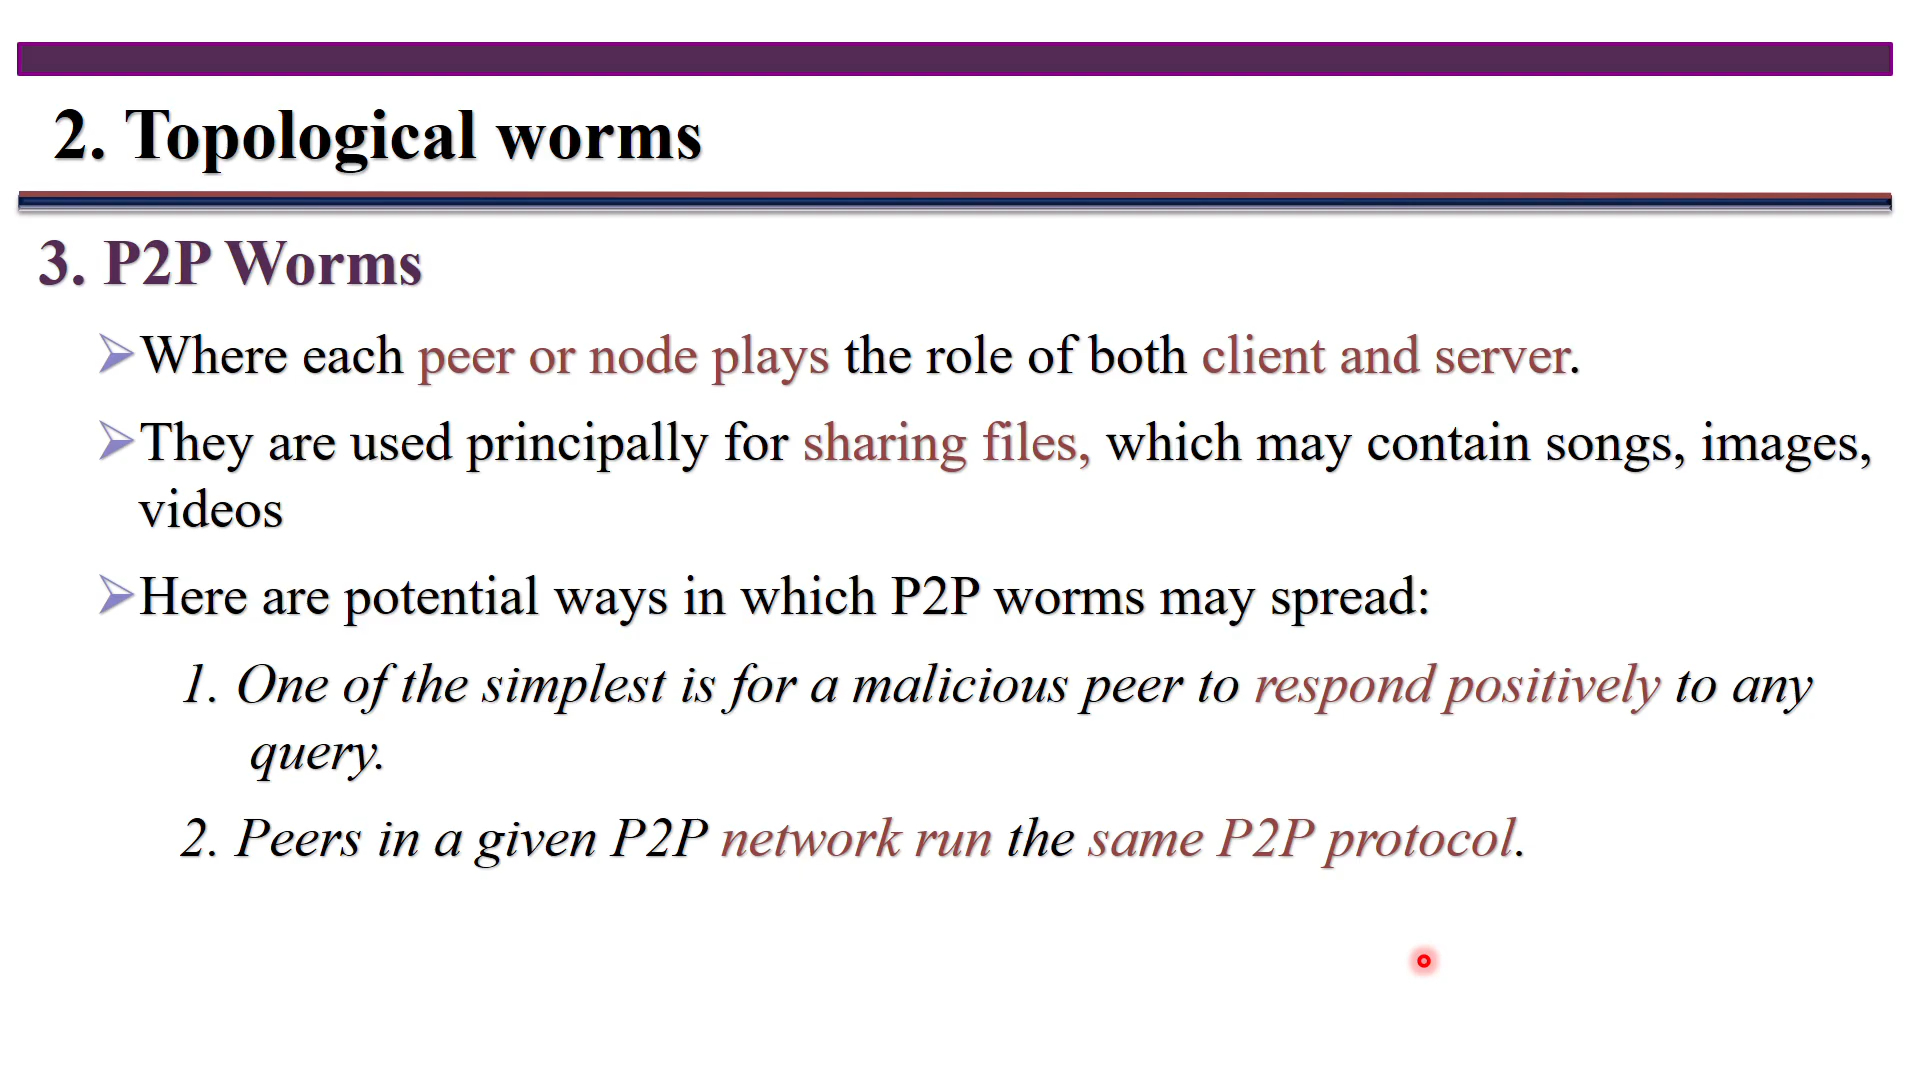 2. Topological worms
3. P2P Worms
Where each peer or node plays the role of both client and server.
They are used principally for sharing files, which may contain songs, images,
videos
Here are potential ways in which P2P worms may spread:
1. One of the simplest is for a malicious peer to respond positively to any
query.
2. Peers in a given P2P network run the same P2P protocol.